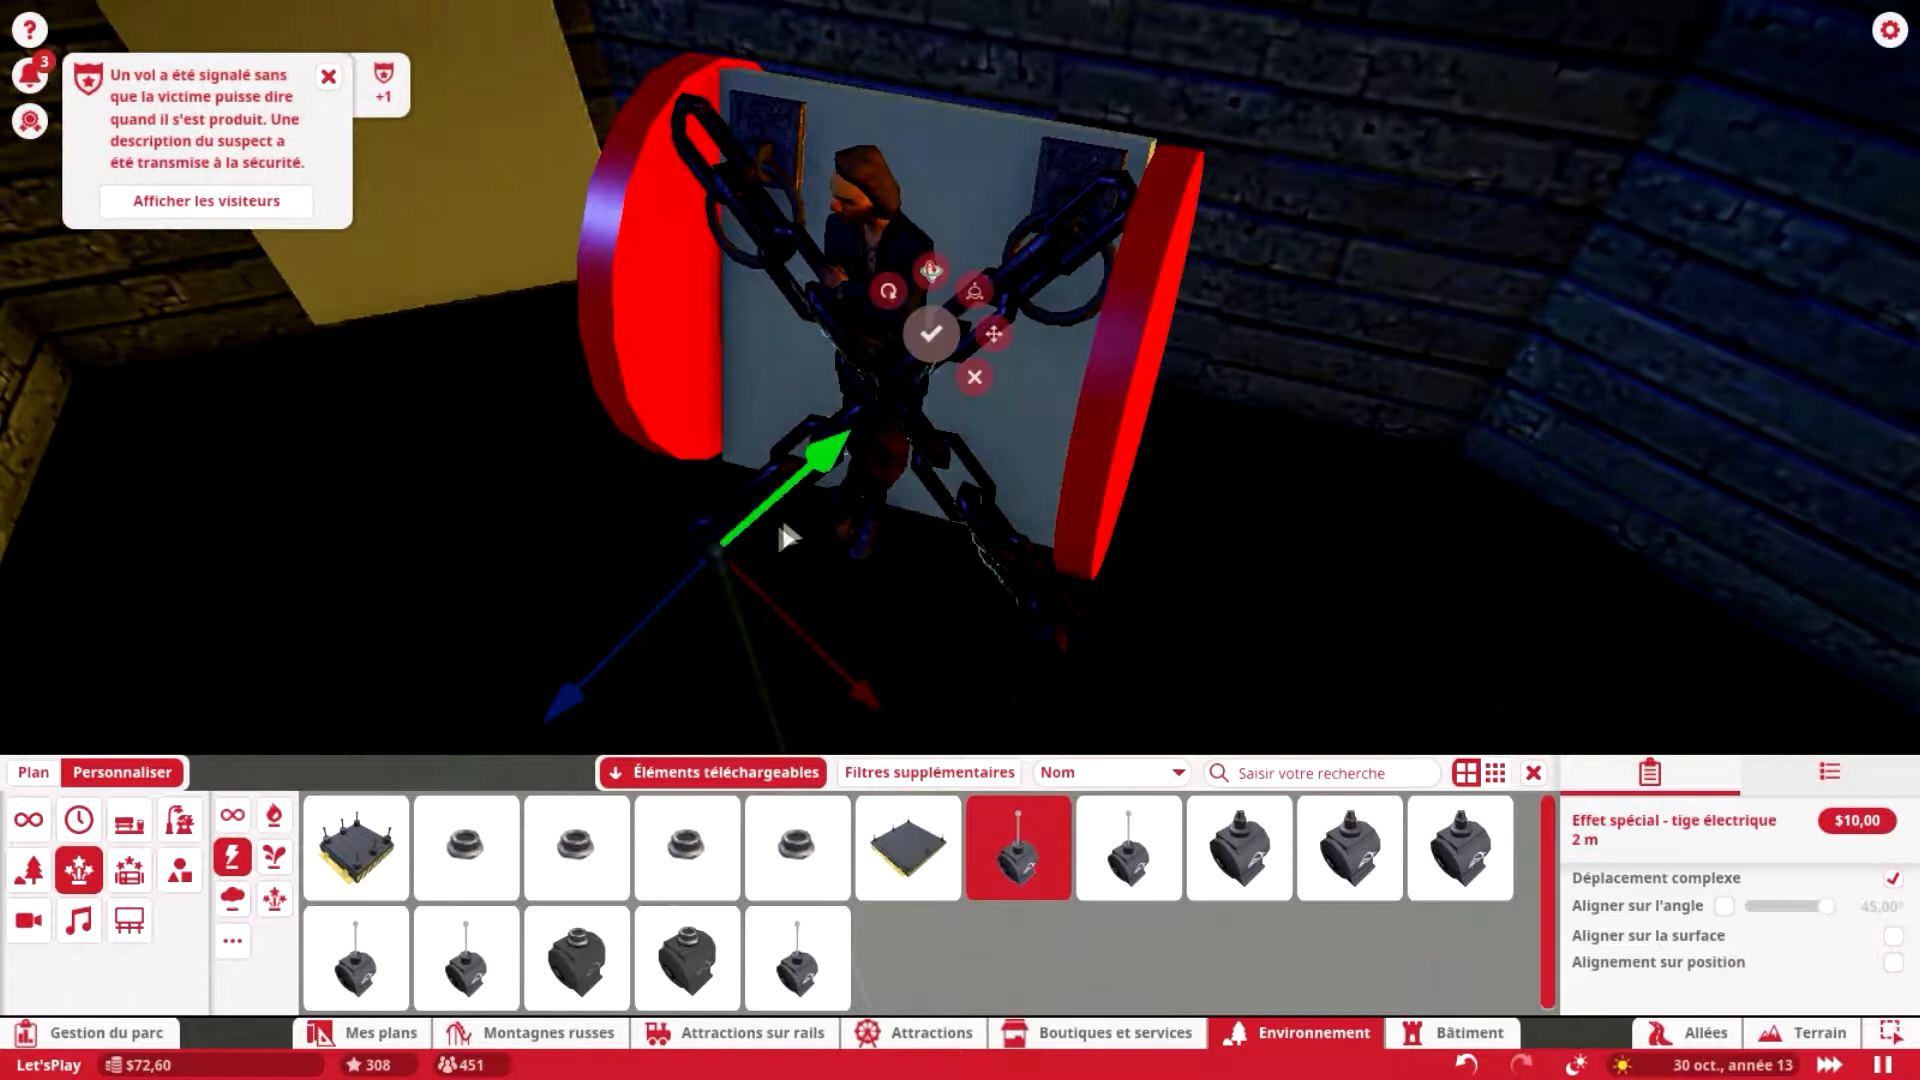 ?
3
Un vol a été signalé sans
que la victime puisse dire
quand il s'est produit. Une
description du suspect a
été transmise à la sécurité.
Afficher les visiteurs
+1
Plan
Personnaliser
Éléments téléchargeables
Filtres supplémentaires
Nom
Saisir votre recherche
Effet spécial - tige électrique
2 m
$10,00
Déplacement complexe
Aligner sur l'angle
45,00°
Aligner sur la surface
Alignement sur position
Gestion du parc
Mes plans
Montagnes russes
Attractions sur rails
Attractions
Boutiques et services
Environnement
Bâtiment
Allées
Terrain
Let'sPlay
$72,60
308
451
30 oct., année 13